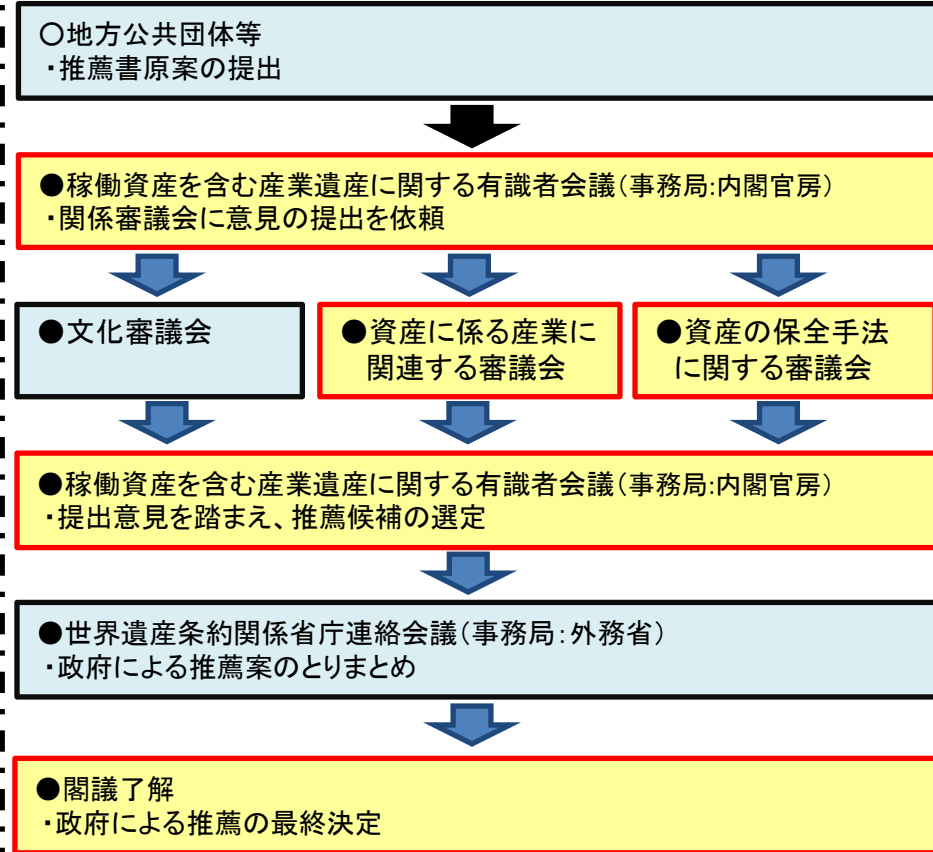 〇地方公共団体等
・推薦書原案の提出
●稼働資産を含む産業遺産に関する有識者会議(事務局:内閣官房)
・関係審議会に意見の提出を依頼
●文化審議会
●資産に係る産業に
関連する審議会
●資産の保全手法
に関する審議会
●稼働資産を含む産業遺産に関する有識者会議(事務局:内閣官房)
・提出意見を踏まえ、推薦候補の選定
●世界遺産条約関係省庁連絡会議(事務局:外務省)
・政府による推薦案のとりまとめ
●閣議了解
・政府による推薦の最終決定